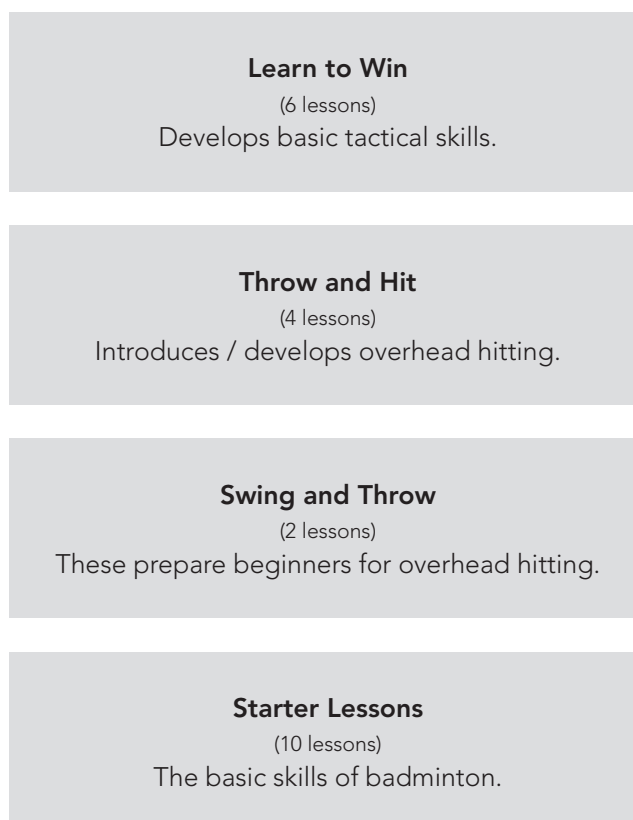 Learn to Win
(6 lessons)
Develops basic tactical skills.
Throw and Hit
(4 lessons)
Introduces / develops overhead hitting.
Swing and Throw
(2 lessons)
These prepare beginners for overhead hitting.
Starter Lessons
(10 lessons)
The basic skills of badminton.